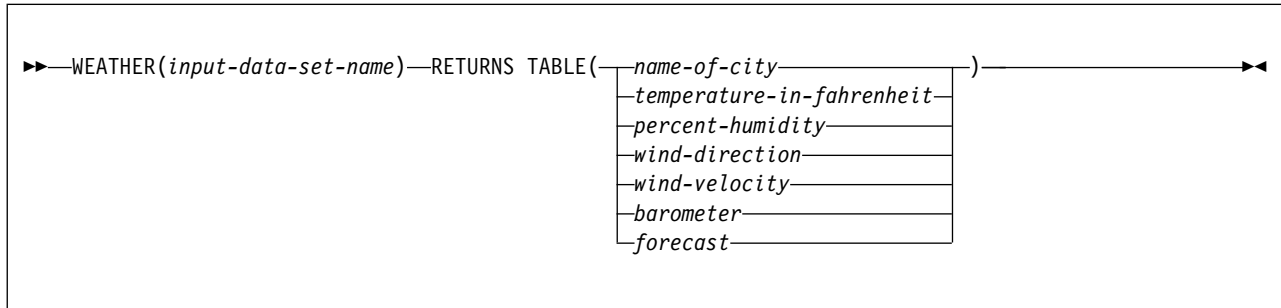 WEATHER(input-data-set-name) RETURNS TABLE( name-of-city )
temperature-in-fahrenheit
percent-humidity
wind-direction
wind-velocity
barometer
forecast